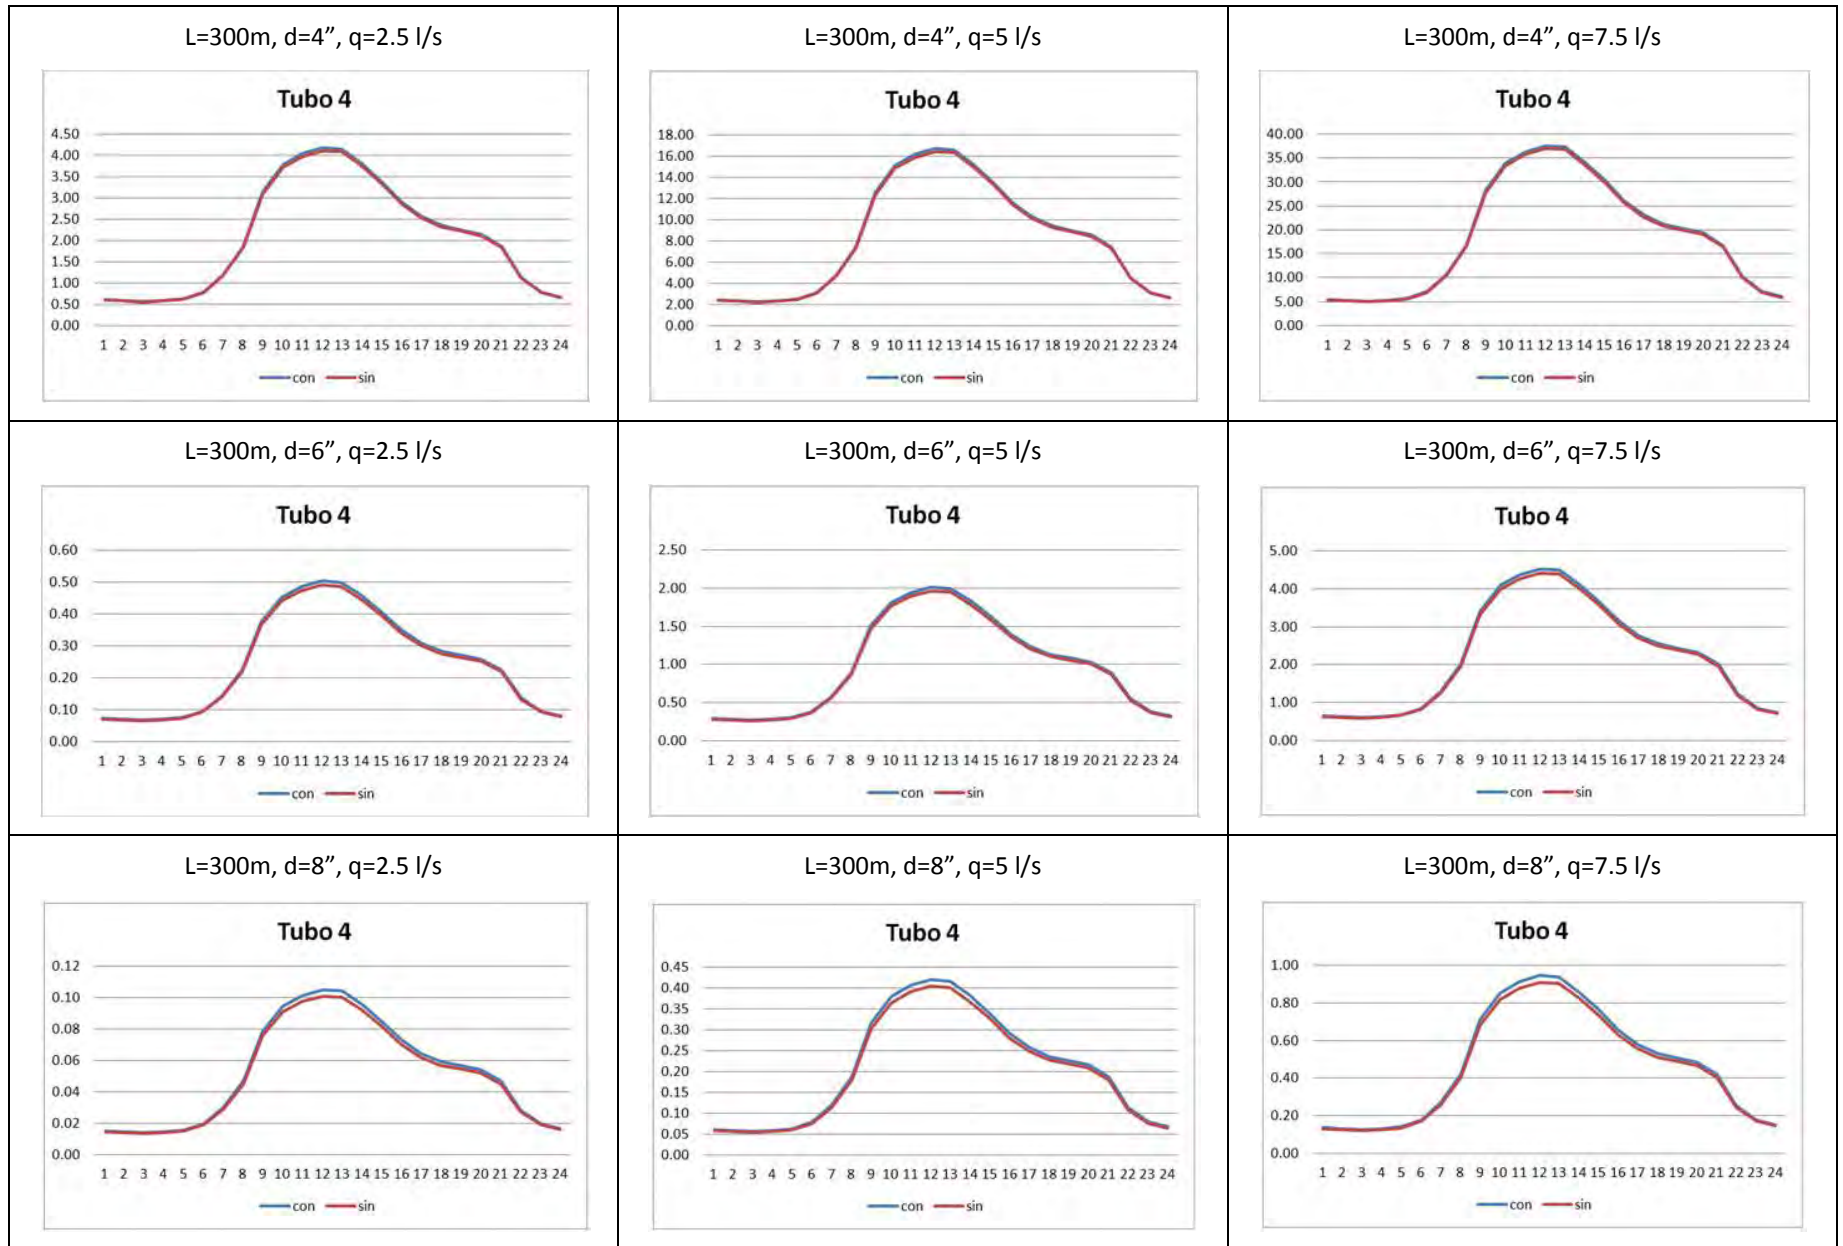 L=300m, d=4”, q=2.5 l/s
Tubo 4
4.50
4.00
3.50
3.00
2.50
2.00
1.50
1.00
0.50
0.00
1 2 3 4 5 6 7 8 9 10 11 12 13 14 15 16 17 18 19 20 21 22 23 24
con sin
L=300m, d=4”, q=5 l/s
Tubo 4
18.00
16.00
14.00
12.00
10.00
8.00
6.00
4.00
2.00
0.00
1 2 3 4 5 6 7 8 9 10 11 12 13 14 15 16 17 18 19 20 21 22 23 24
con sin
L=300m, d=4”, q=7.5 l/s
Tubo 4
40.00
35.00
30.00
25.00
20.00
15.00
10.00
5.00
0.00
1 2 3 4 5 6 7 8 9 10 11 12 13 14 15 16 17 18 19 20 21 22 23 24
con sin
L=300m, d=6”, q=2.5 l/s
Tubo 4
0.60
0.50
0.40
0.30
0.20
0.10
0.00
1 2 3 4 5 6 7 8 9 10 11 12 13 14 15 16 17 18 19 20 21 22 23 24
con sin
L=300m, d=6”, q=5 l/s
Tubo 4
2.50
2.00
1.50
1.00
0.50
0.00
1 2 3 4 5 6 7 8 9 10 11 12 13 14 15 16 17 18 19 20 21 22 23 24
con sin
L=300m, d=6”, q=7.5 l/s
Tubo 4
5.00
4.00
3.00
2.00
1.00
0.00
1 2 3 4 5 6 7 8 9 10 11 12 13 14 15 16 17 18 19 20 21 22 23 24
con sin
L=300m, d=8”, q=2.5 l/s
Tubo 4
0.12
0.10
0.08
0.06
0.04
0.02
0.00
1 2 3 4 5 6 7 8 9 10 11 12 13 14 15 16 17 18 19 20 21 22 23 24
con sin
L=300m, d=8”, q=5 l/s
Tubo 4
0.45
0.40
0.35
0.30
0.25
0.20
0.15
0.10
0.05
0.00
1 2 3 4 5 6 7 8 9 10 11 12 13 14 15 16 17 18 19 20 21 22 23 24
con sin
L=300m, d=8”, q=7.5 l/s
Tubo 4
1.00
0.80
0.60
0.40
0.20
0.00
1 2 3 4 5 6 7 8 9 10 11 12 13 14 15 16 17 18 19 20 21 22 23 24
con sin